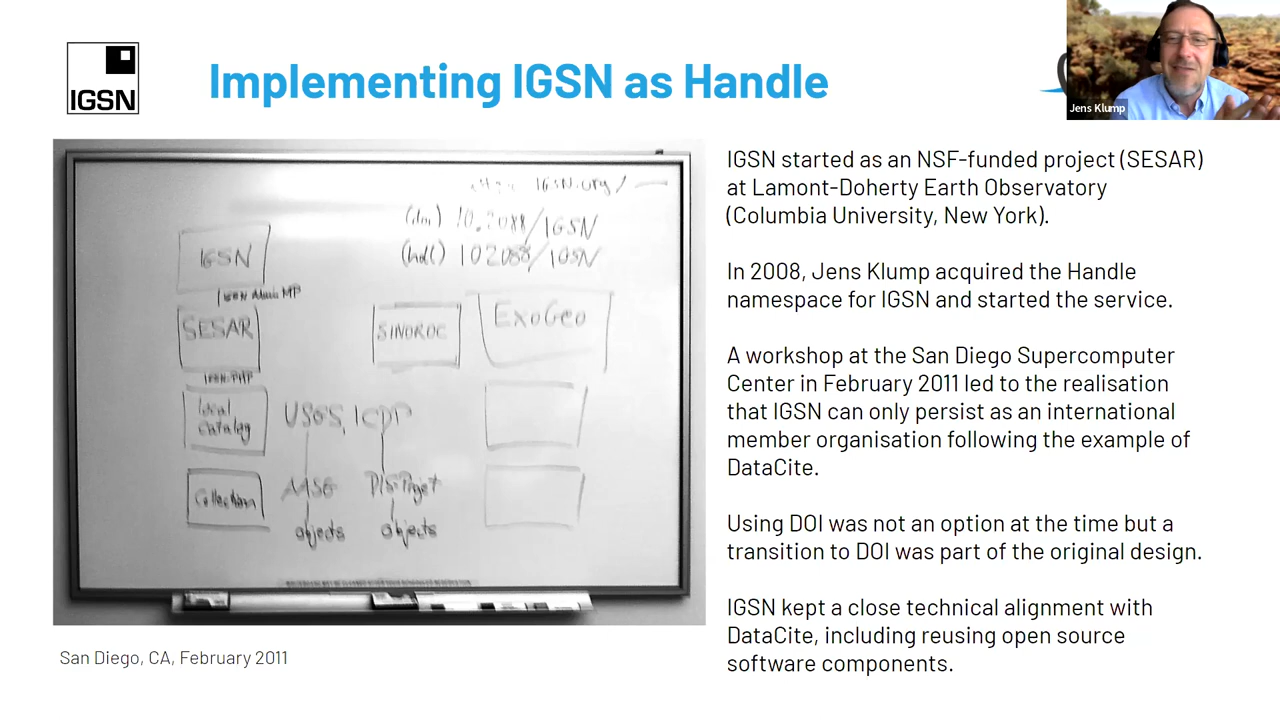 IGSN
Implementing IGSN as Handle
Jens Klump
IGSN.org/
(doi) 10.2088/IGSN
(hdl) 102088/IGSN
IGSN
SESAR
SINOROC
ExoGeo
local
catalog
USGS, ICDP
Collection
AASG
objects
objects
San Diego, CA, February 2011
IGSN started as an NSF-funded project (SESAR)
at Lamont-Doherty Earth Observatory
(Columbia University, New York).
In 2008, Jens Klump acquired the Handle
namespace for IGSN and started the service.
A workshop at the San Diego Supercomputer
Center in February 2011 led to the realisation
that IGSN can only persist as an international
member organisation following the example of
DataCite.
Using DOI was not an option at the time but a
transition to DOI was part of the original design.
IGSN kept a close technical alignment with
DataCite, including reusing open source
software components.